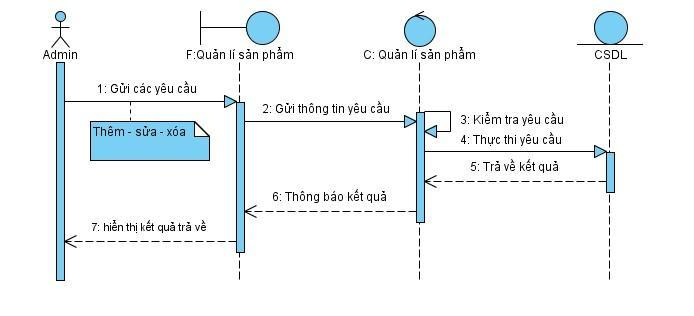 Admin
F:Quản lí sản phẩm
C: Quản lí sản phẩm
CSDL
1: Gửi các yêu cầu
2: Gửi thông tin yêu cầu
3: Kiểm tra yêu cầu
Thêm - sửa - xóa
4: Thực thi yêu cầu
5: Trả về kết quả
6: Thông báo kết quả
7: hiển thị kết quả trả về